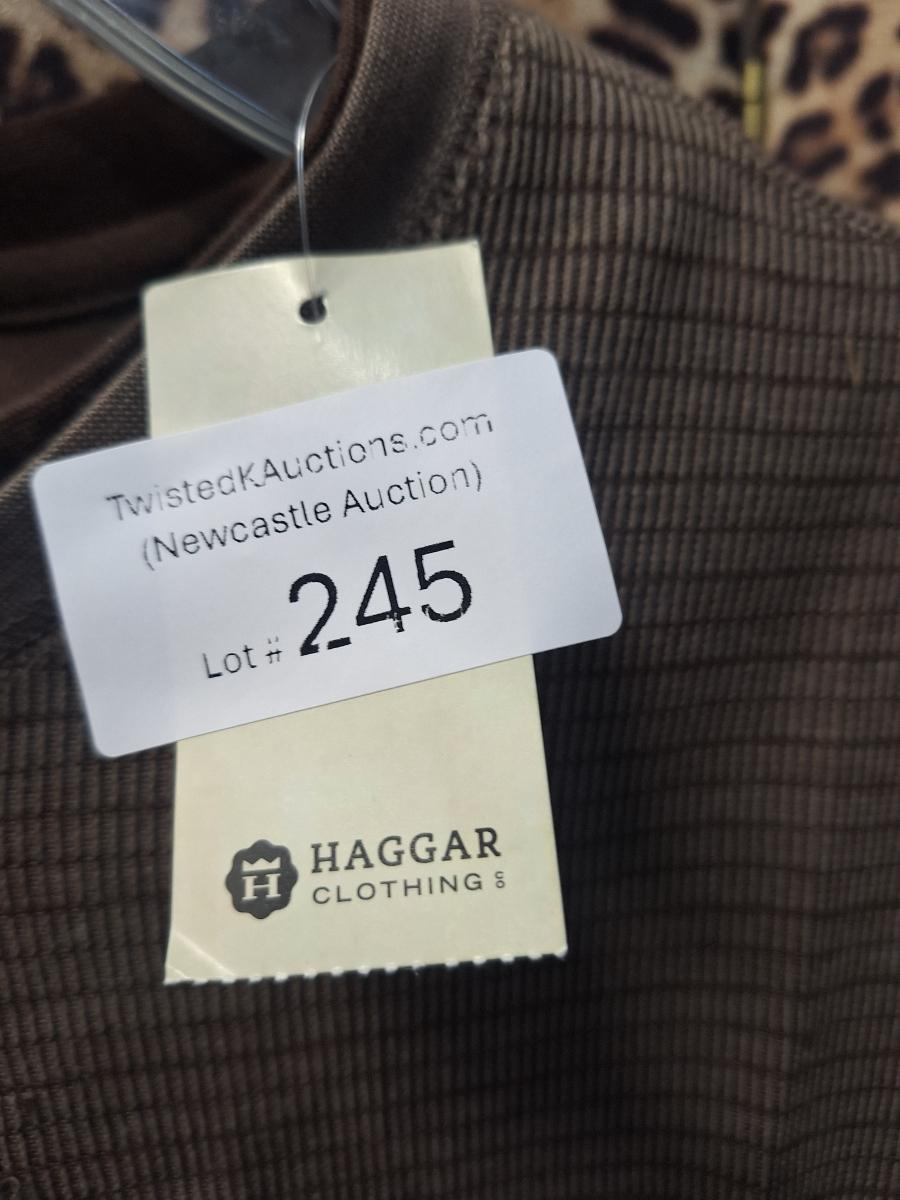 TwistedKAuctions.com
(Newcastle Auction)
Lot # 245
H HAGGAR
CLOTHING CO